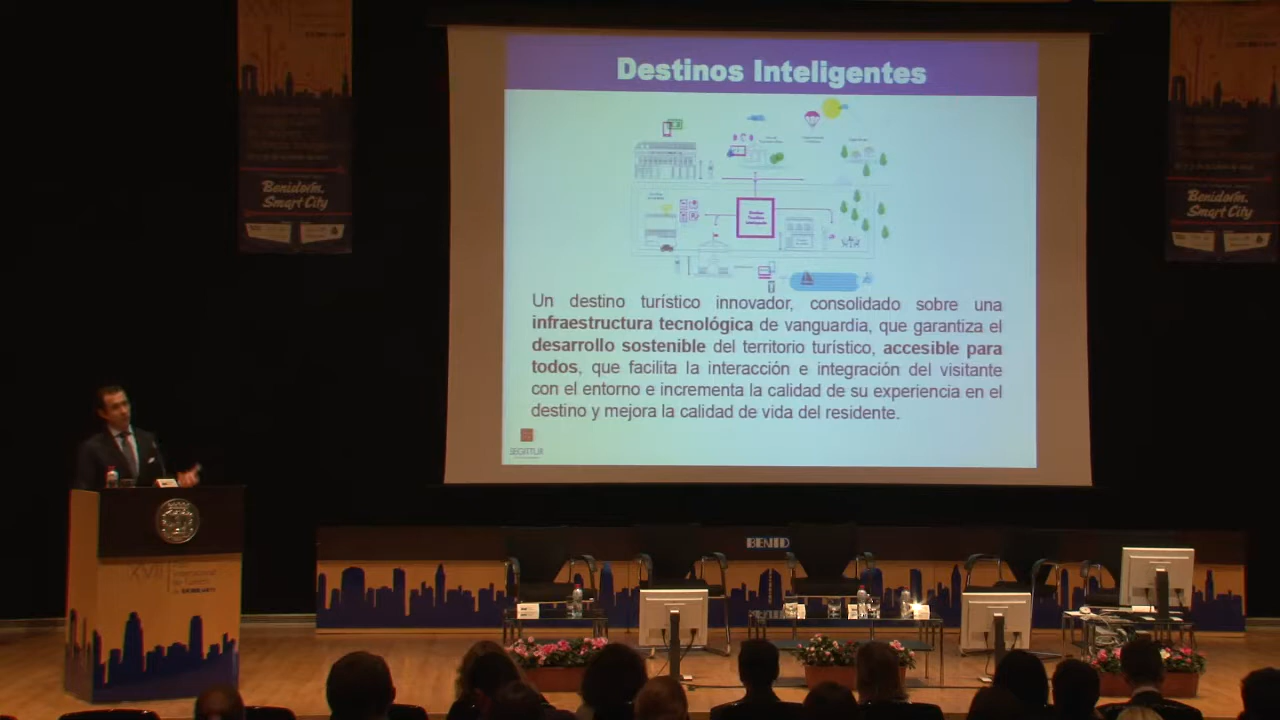 Destinos Inteligentes
Un destino turístico innovador, consolidado sobre una
infraestructura tecnológica de vanguardia, que garantiza el
desarrollo sostenible del territorio turístico, accesible para
todos, que facilita la interacción e integración del visitante
con el entorno e incrementa la calidad de su experiencia en el
destino y mejora la calidad de vida del residente.
SEGITTUR
Benidorm,
Smart City
Benidorm,
Smart City
XVII
BENID